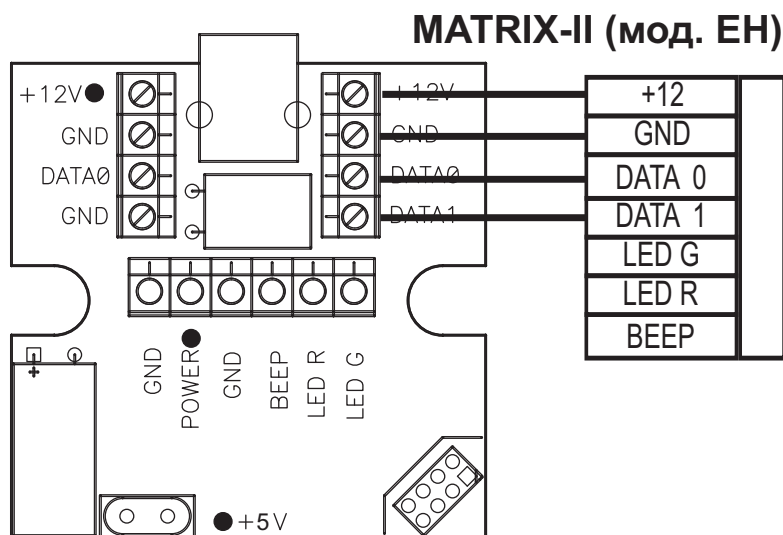 MATRIX-II (мод. EH)
+12V
GND
DATA0
GND
+12V
GND
DATA0
DATA1
+12
GND
DATA 0
DATA 1
LED G
LED R
BEEP
GND
POWER
GND
BEEP
LED R
LED G
+
+5V